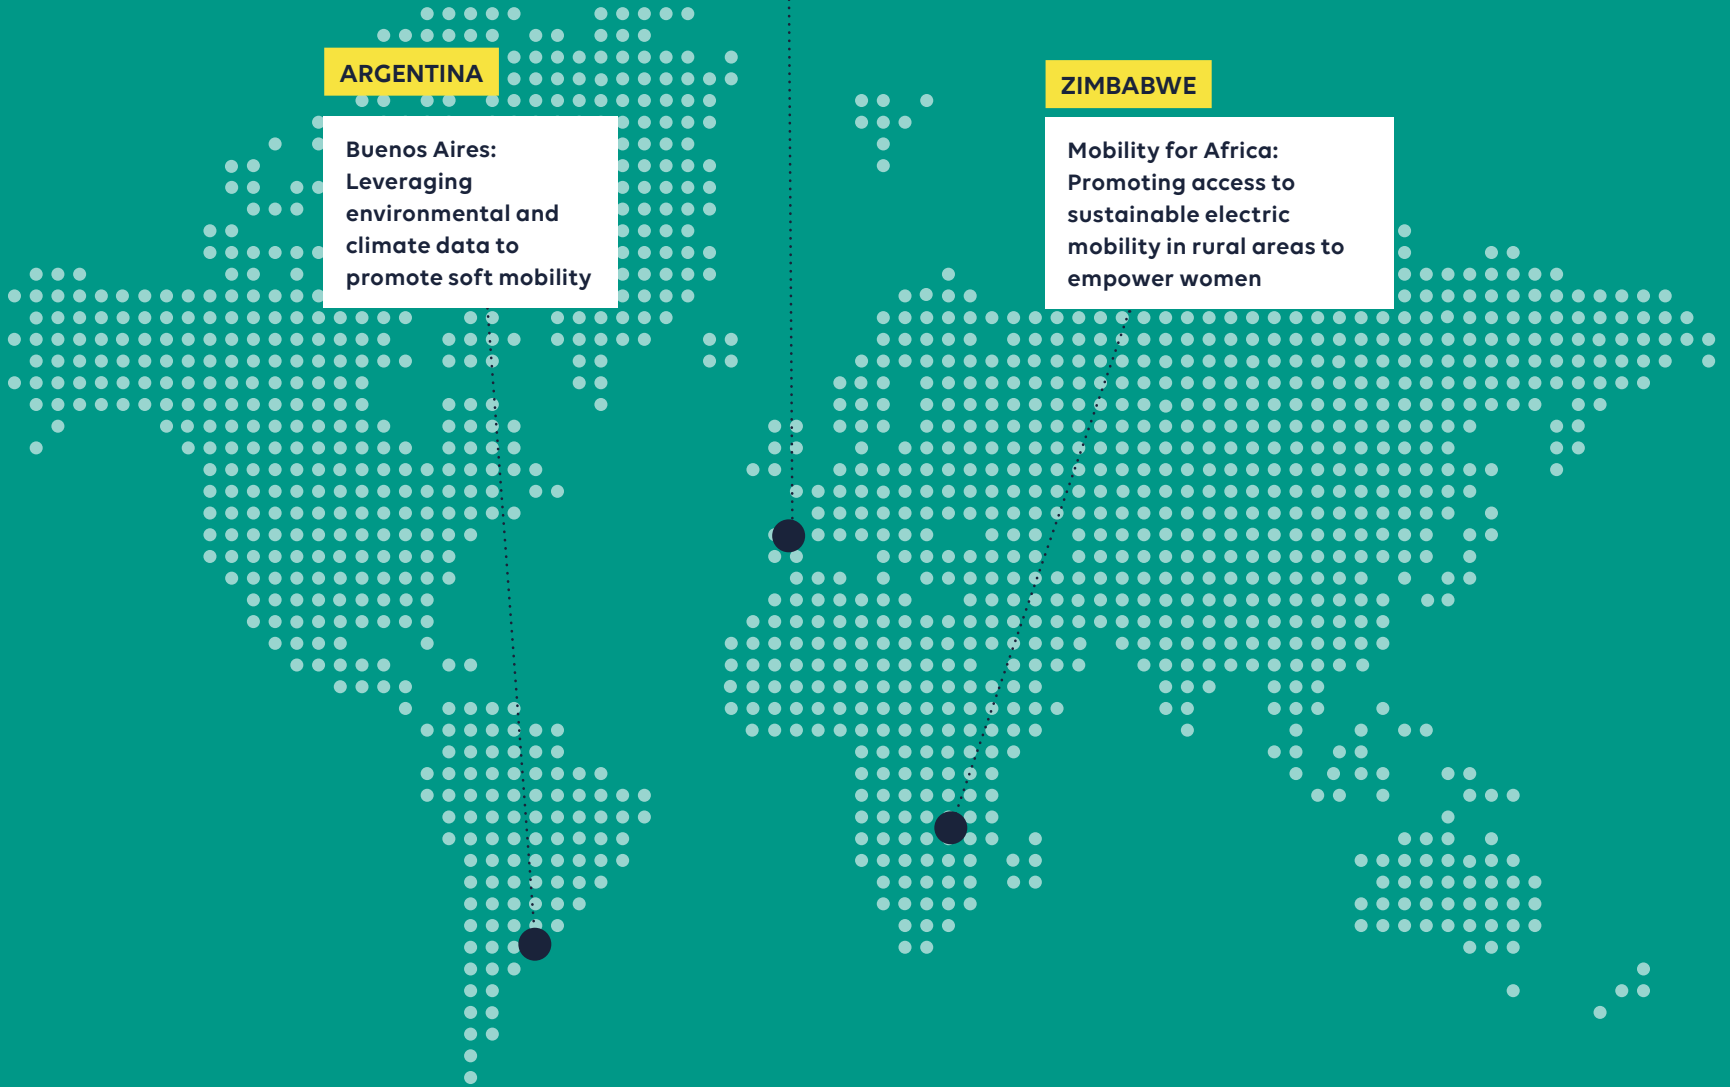 ARGENTINA
Buenos Aires:
Leveraging
environmental and
climate data to
promote soft mobility
ZIMBABWE
Mobility for Africa:
Promoting access to
sustainable electric
mobility in rural areas to
empower women